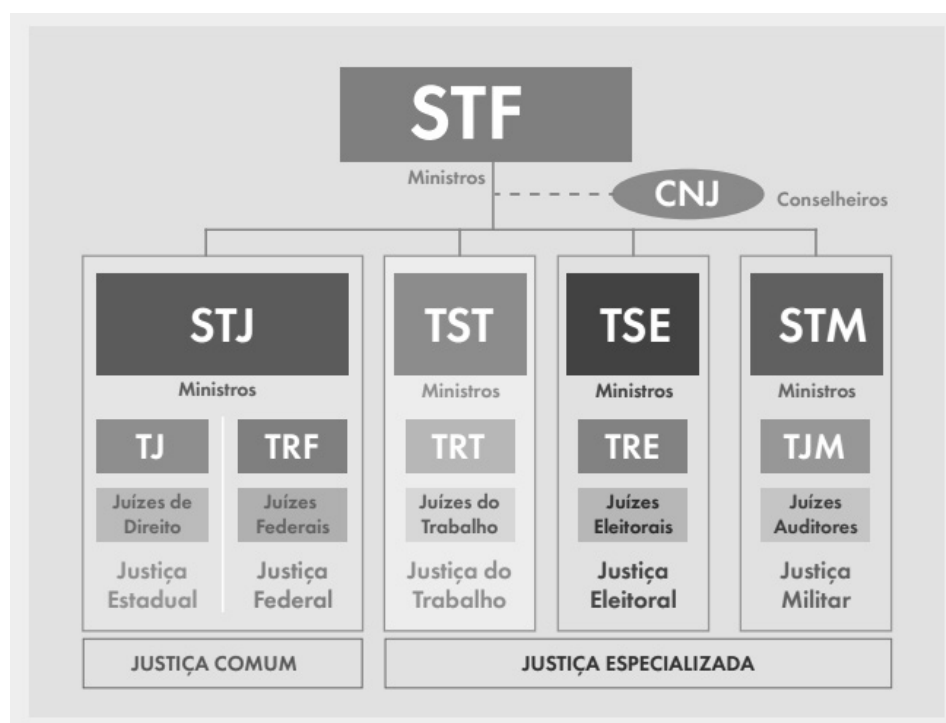 STF
Ministros
CNJ
Conselheiros
STJ
Ministros
TJ
Juízes de
Direito
Justiça
Estadual
TRF
Juízes
Federais
Justiça
Federal
JUSTIÇA COMUM
TST
Ministros
TRT
Juízes do
Trabalho
Justiça do
Trabalho
TSE
Ministros
TRE
Juízes
Eleitorais
Justiça
Eleitoral
STM
Ministros
TJM
Juízes
Auditores
Justiça
Militar
JUSTIÇA ESPECIALIZADA